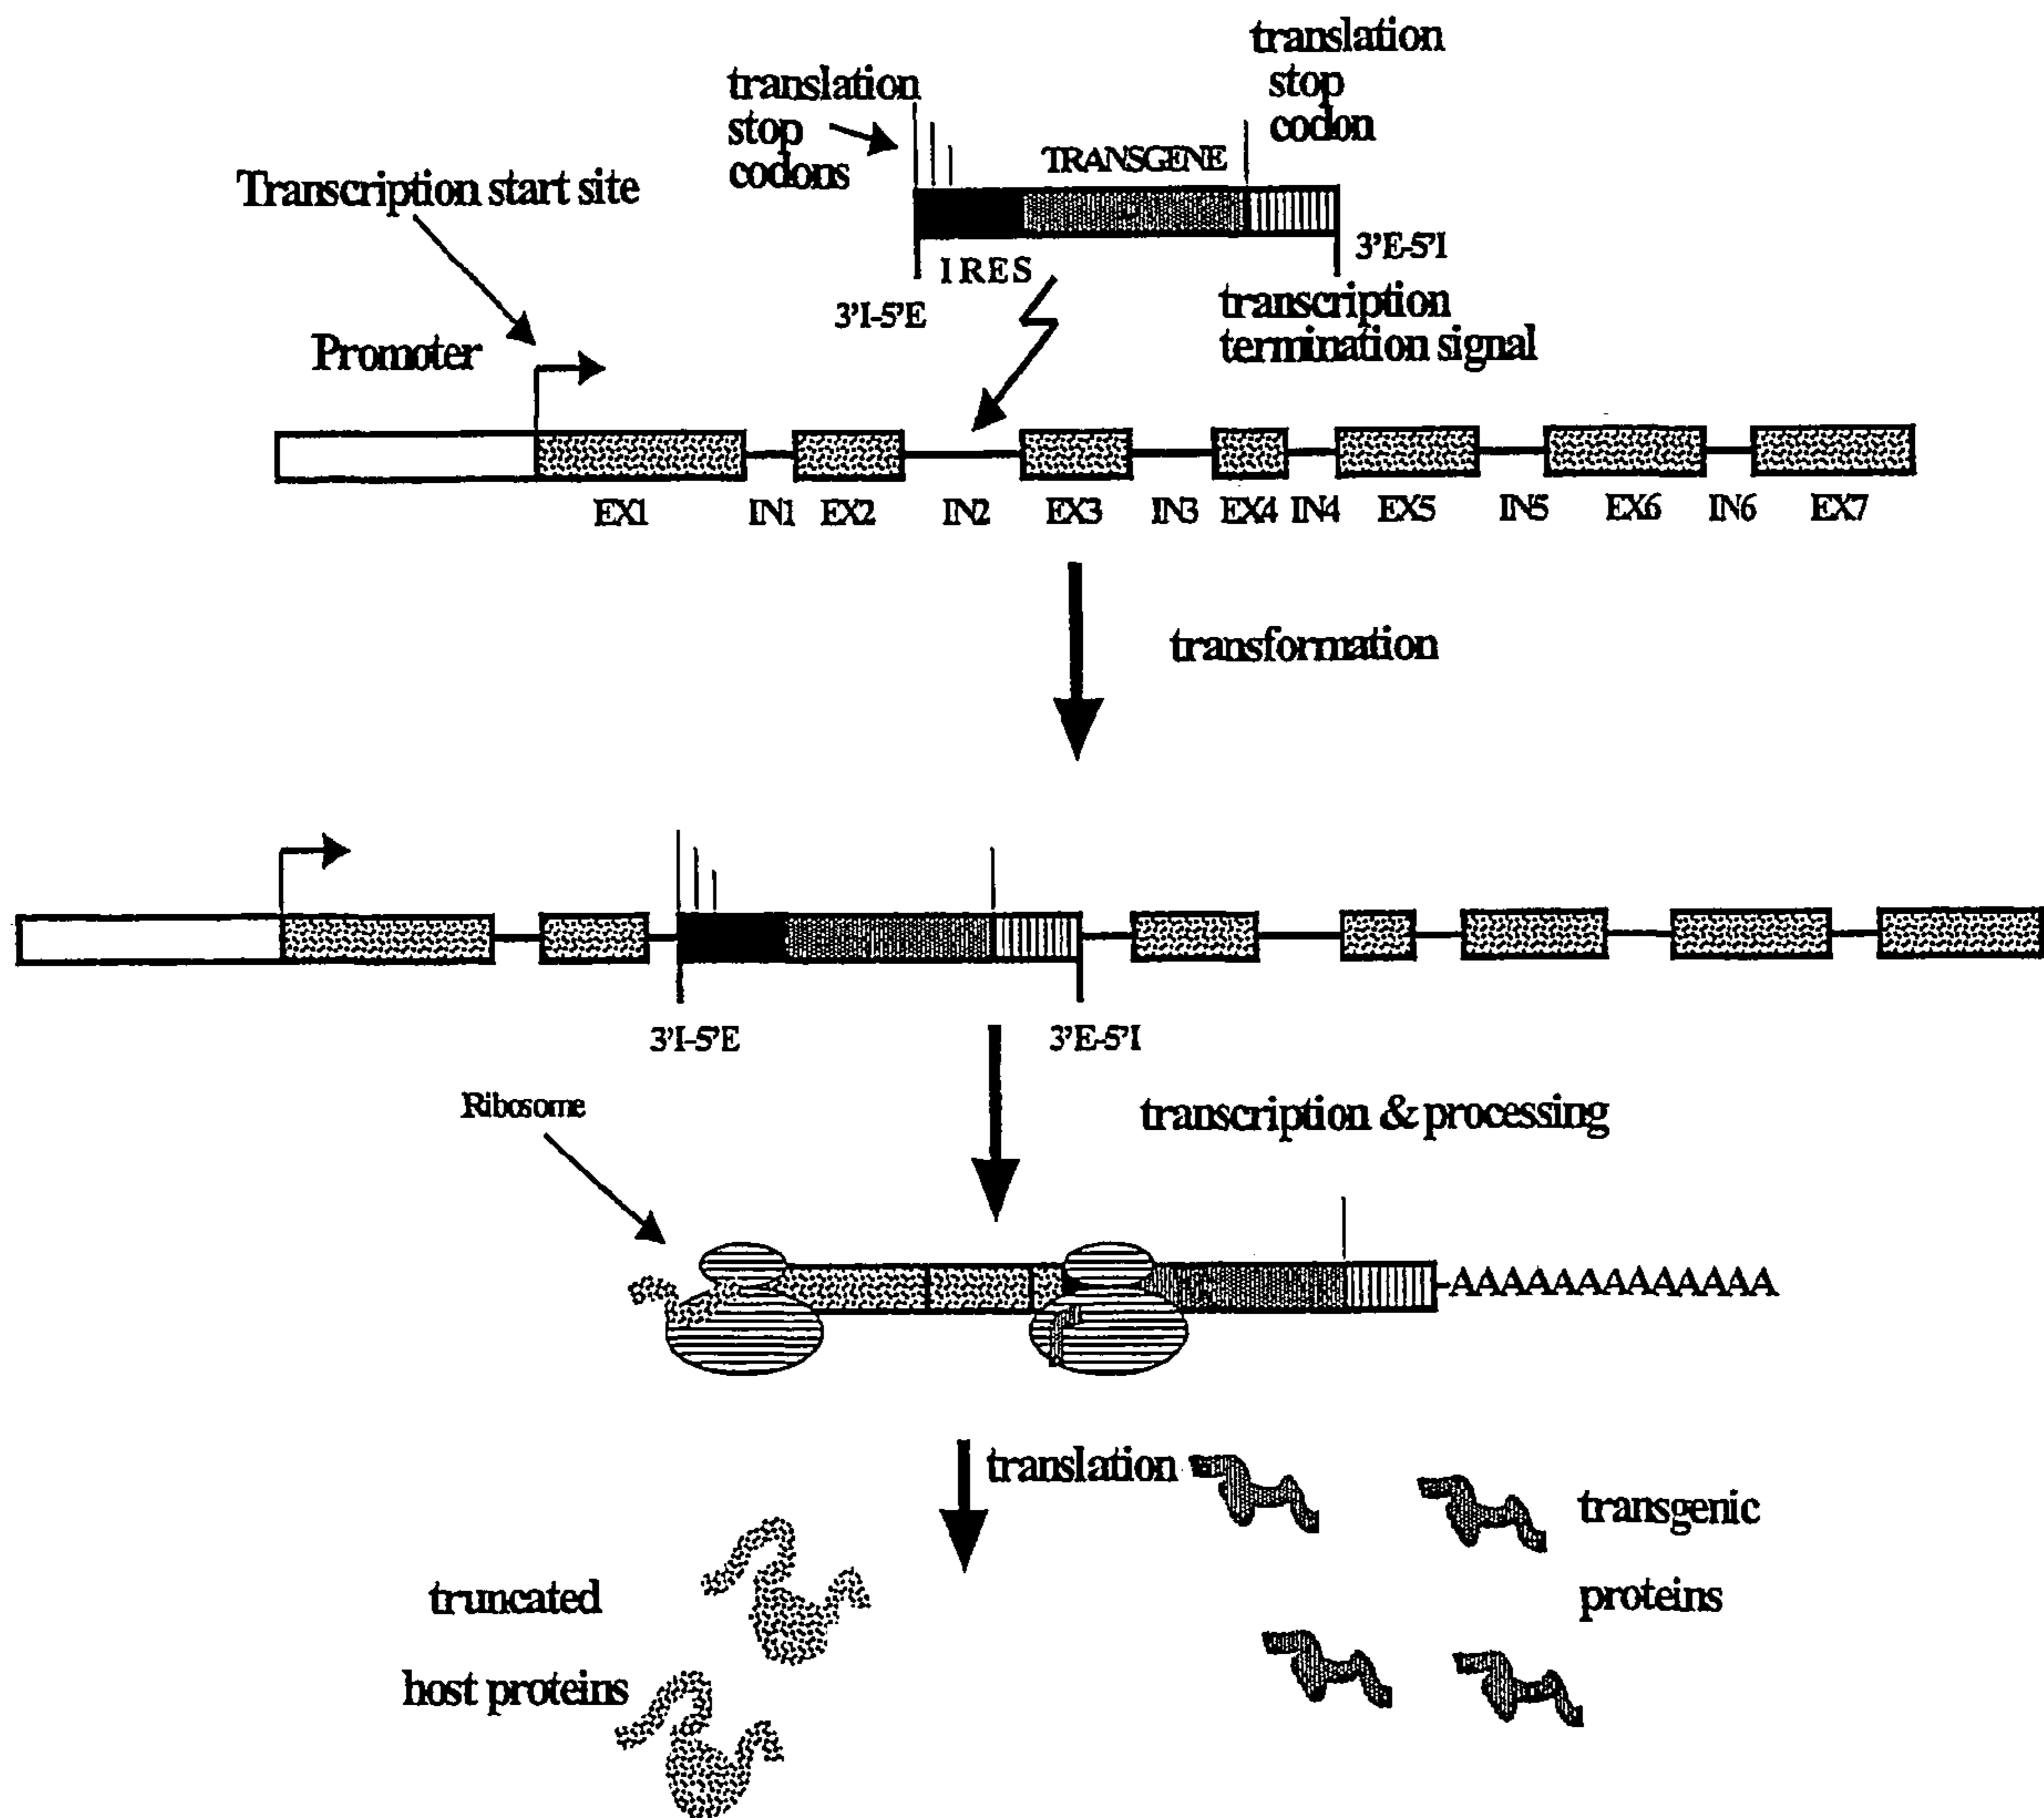 translation
stop
codon
translation
stop
codons
TRANSGENE
Transcription start site
3'E-5'I
IRES
3'I-5'E
transcription
termination signal
Promoter
EX1 IN1 EX2 IN2 EX3 IN3 EX4 IN4 EX5 IN5 EX6 IN6 EX7
transformation
3'I-5'E 3'E-5'I
Ribosome
transcription & processing
-AAAAAAAAAAAAA
translation
transgenic
proteins
truncated
host proteins